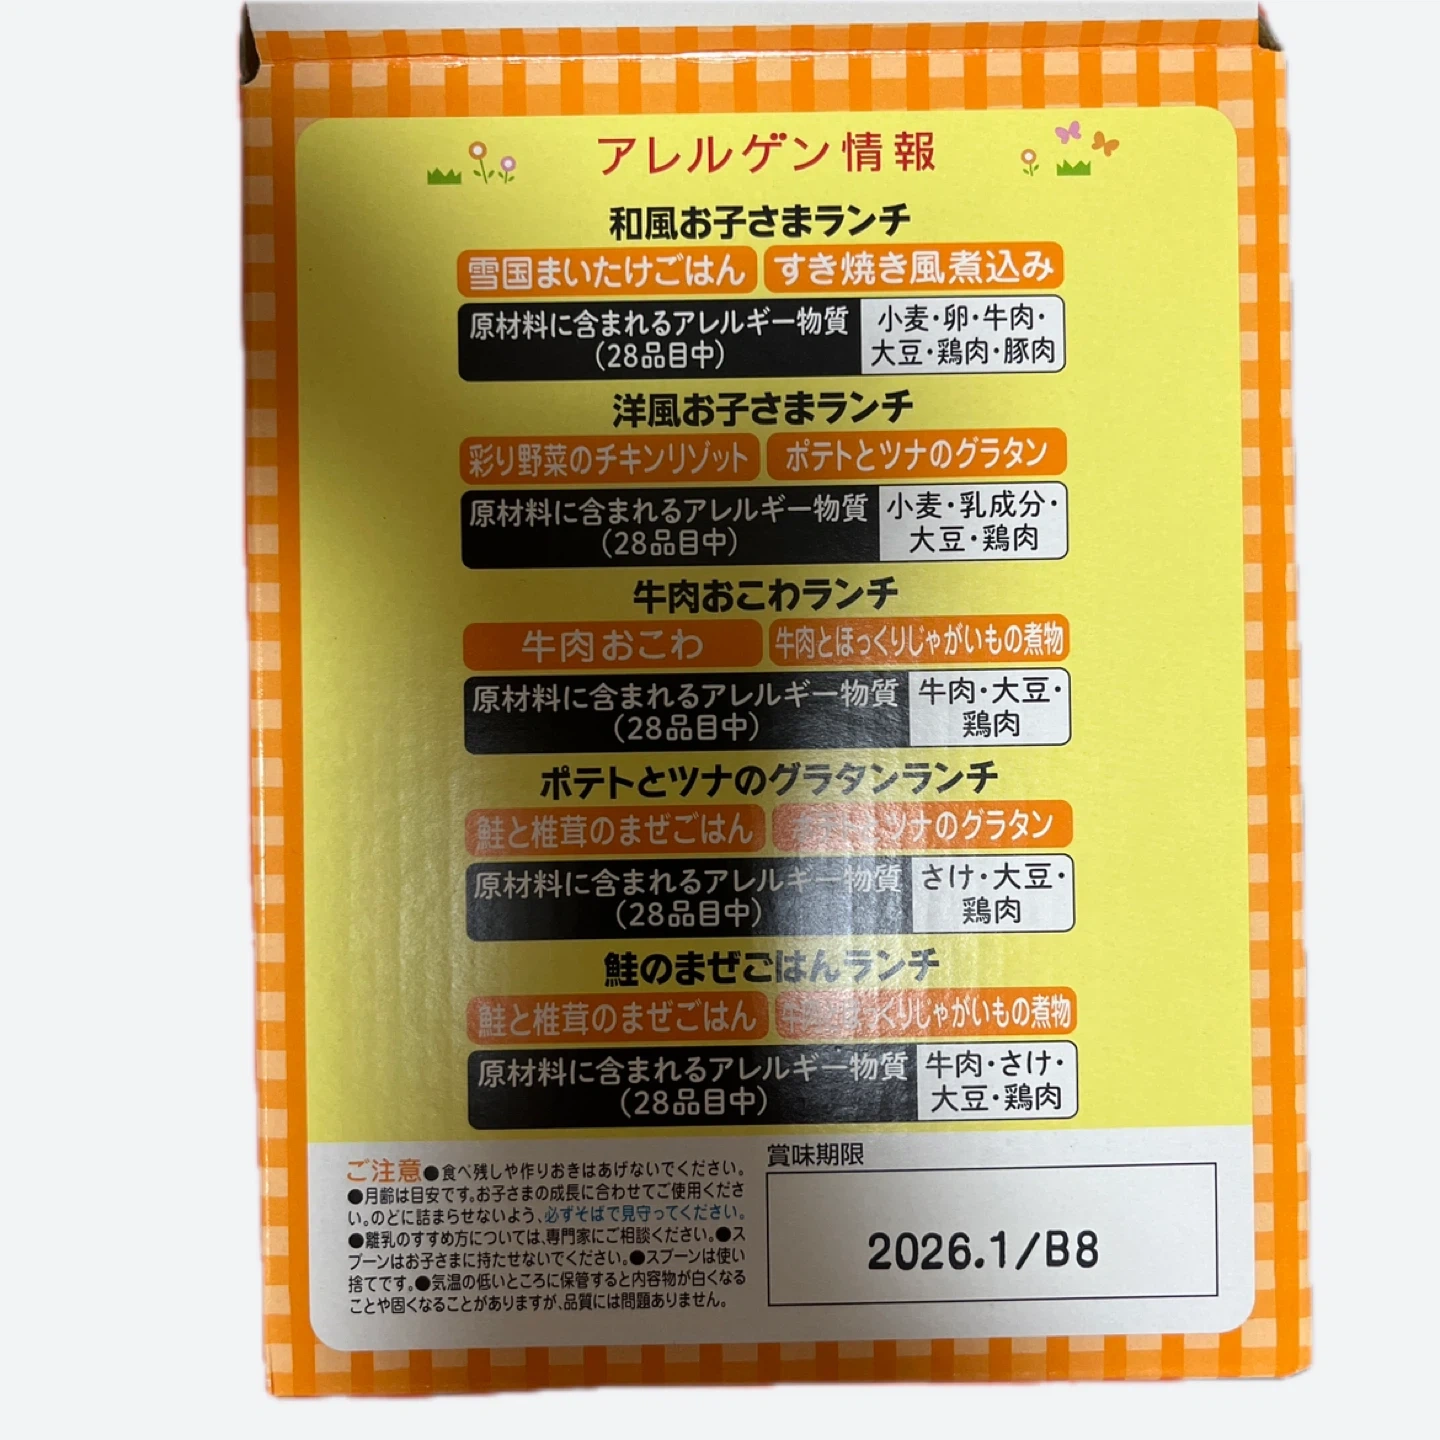 アレルゲン情報
和風お子さまランチ
雪国まいたけごはん すき焼き風煮込み
原材料に含まれるアレルギー物質
(28品目中)
小麦・卵・牛肉・
大豆・鶏肉・豚肉
洋風お子さまランチ
彩り野菜のチキンリゾット ポテトとツナのグラタン
原材料に含まれるアレルギー物質
(28品目中)
小麦・乳成分・
大豆・鶏肉
牛肉おこわランチ
牛肉おこわ 牛肉とほっくりじゃがいもの煮物
原材料に含まれるアレルギー物質
(28品目中)
牛肉・大豆・
鶏肉
ポテトとツナのグラタンランチ
鮭と椎茸のまぜごはん ポテトとツナのグラタン
原材料に含まれるアレルギー物質
(28品目中)
さけ・大豆・
鶏肉
鮭のまぜごはんランチ
鮭と椎茸のまぜごはん くりじゃがいもの煮物
原材料に含まれるアレルギー物質
(28品目中)
牛肉・さけ・
大豆・鶏肉
ご注意●食べ残しや作りおきはあげないでください。
●月齢は目安です。お子さまの成長に合わせてご使用くださ
い。のどに詰まらせないよう、必ずそばで見守ってください。
●離乳のすすめ方については、専門家にご相談ください。●ス
プーンはお子さまに持たせないでください。●スプーンは使い
捨てです。●気温の低いところに保管すると内容物が白くなる
ことや固くなることがありますが、品質には問題ありません。
賞味期限
2026.1/B8